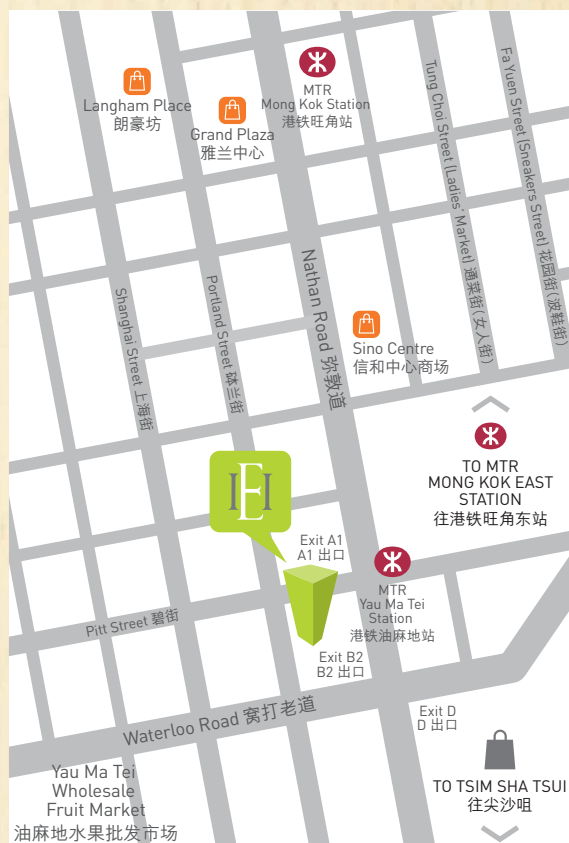 MTR
Mong Kok Station
港铁旺角站
Langham Place
朗豪坊
Grand Plaza
雅兰中心
Tung Choi Street (Ladies' Market) 通菜街(女人街)
Fa Yuen Street (Sneakers Street) 花园街(波鞋街)
Shanghai Street 上海街
Portland Street 砵兰街
Nathan Road 弥敦道
Sino Centre
信和中心商场
TO MTR
MONG KOK EAST
STATION
往港铁旺角东站
IEI
Exit A1
A1 出口
MTR
Yau Ma Tei
Station
港铁油麻地站
Pitt Street 碧街
Exit B2
B2 出口
Waterloo Road 窝打老道
Exit D
D 出口
Yau Ma Tei
Wholesale
Fruit Market
油麻地水果批发市场
TO TSIM SHA TSUI
往尖沙咀